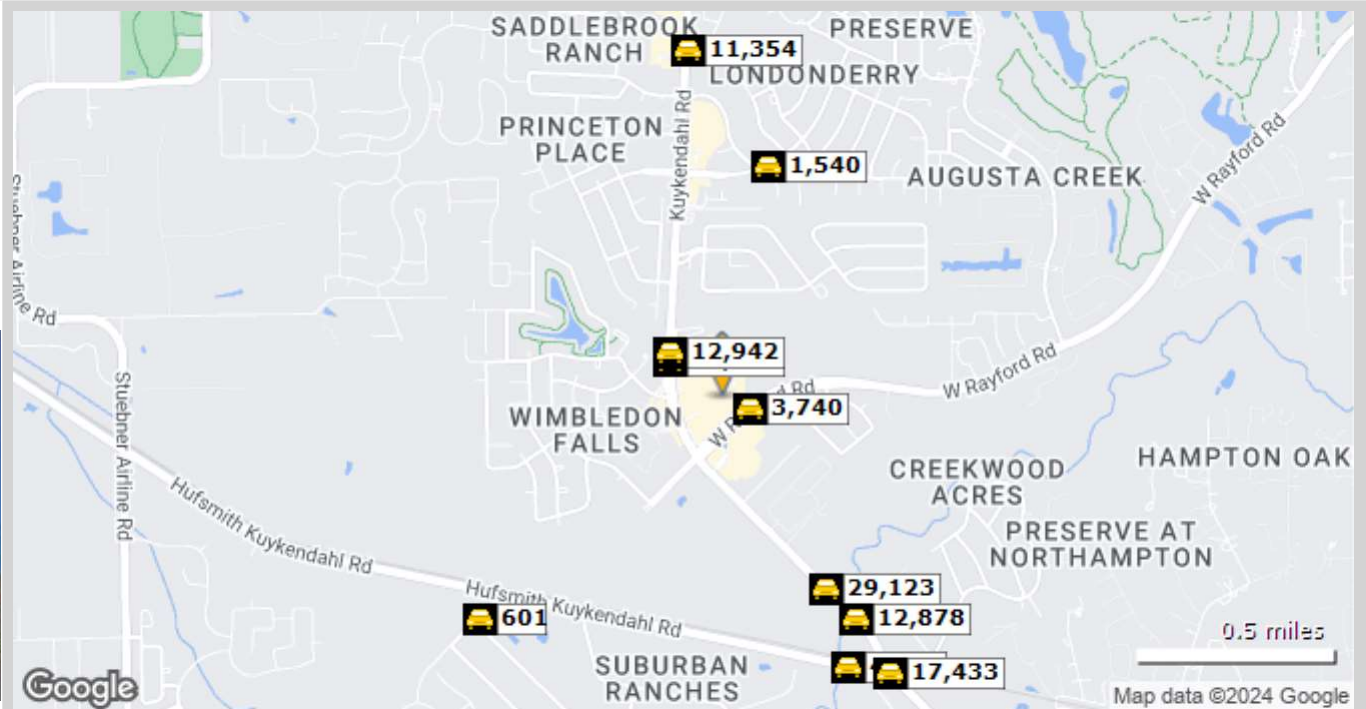 SADDLEBROOK
RANCH
11,354
PRESERVE
LONDONDERRY
Kuykendahl Rd
PRINCETON
PLACE
1,540
AUGUSTA CREEK
W Rayford Rd
Stuebner Airline Rd
12,942
W Rayford Rd
3,740
WIMBLEDON
FALLS
Stuebner Airline Rd
HAMPTON OAK
CREEKWOOD
ACRES
PRESERVE AT
NORTHAMPTON
Hufsmith Kuykendahl Rd
29,123
Hufsmith Kuykendahl Rd
601
12,878
0.5 miles
SUBURBAN
RANCHES
17,433
Google
Map data ©2024 Google